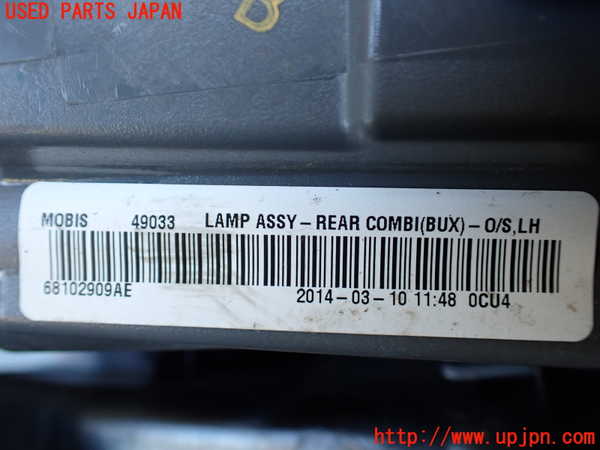 USED PARTS JAPAN
B
MOBIS 49033 LAMP ASSY-REAR COMBI(BUX)-O/S,LH
68102909AE 2014-03-10 11:48 0CU4
http://www.upjpn.com/